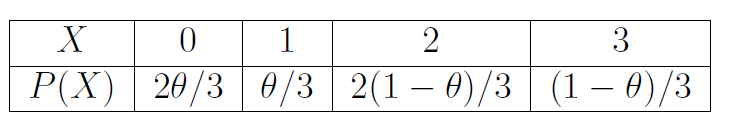 X 0 1 2 3
P(X) 2θ/3 θ/3 2(1 − θ)/3 (1 − θ)/3